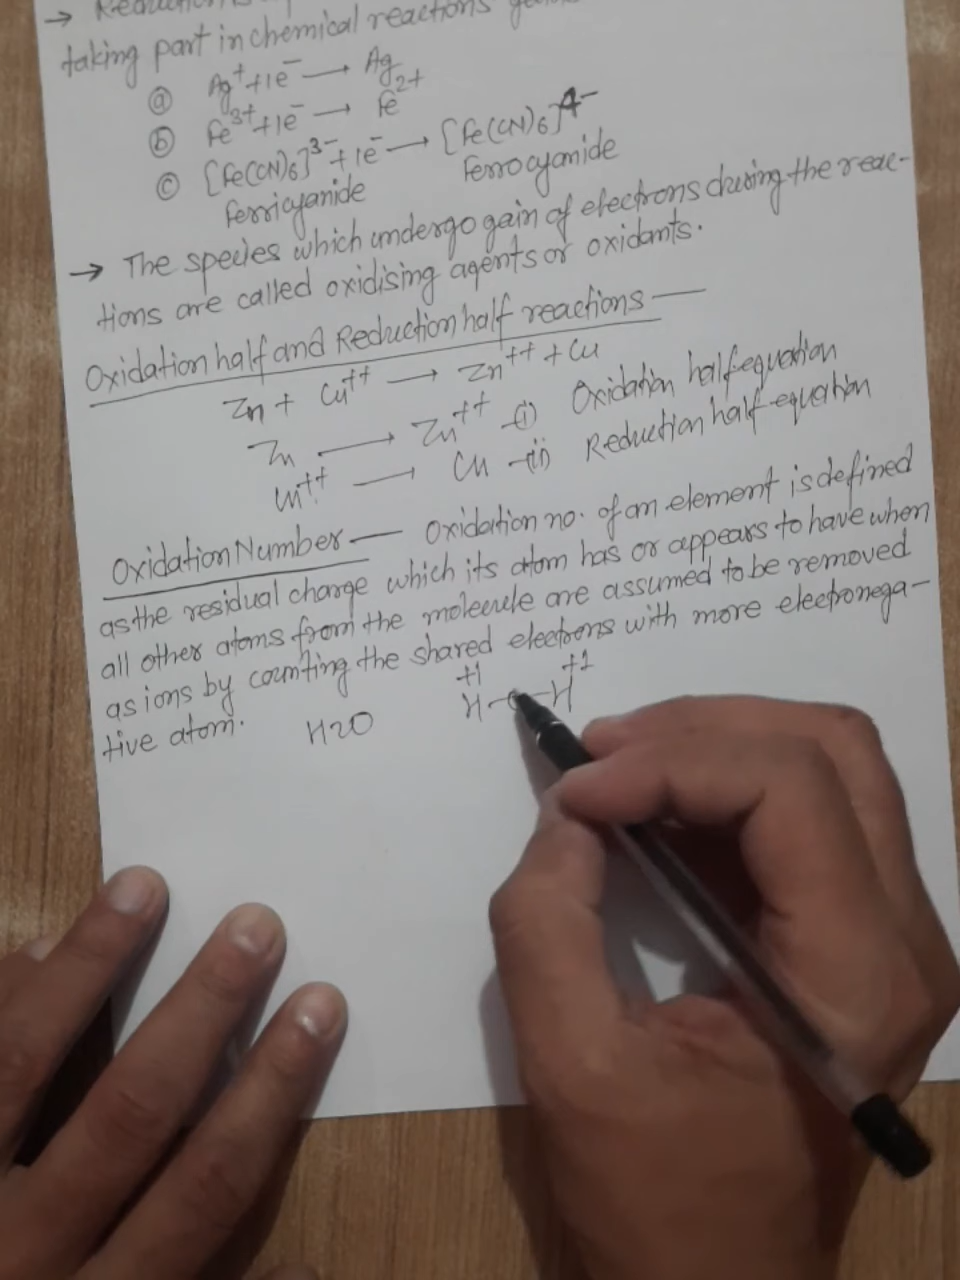 → Reduction is
taking part in chemical reactions
ⓐ Ag⁺+1e⁻ → Ag
ⓑ Fe³⁺+1e⁻ → Fe²⁺
ⓒ [Fe(CN)6]³⁻+1e⁻ → [Fe(CN)6]⁴⁻
Ferricyanide Ferrocyanide
→ The species which undergo gain of electrons during the reac-
tions are called oxidising agents or oxidants.
Oxidation half and Reduction half reactions —
Zn + Cu⁺⁺ → Zn⁺⁺ + Cu
Zn → Zn⁺⁺ -(i) Oxidation half equation
Cu⁺⁺ → Cu -(ii) Reduction half-equation
Oxidation Number — Oxidation no. of an element is defined
as the residual charge which its atom has or appears to have when
all other atoms from the molecule are assumed to be removed
as ions by counting the shared electrons with more electronega-
tive atom. H2O H-O-H
+1 +1